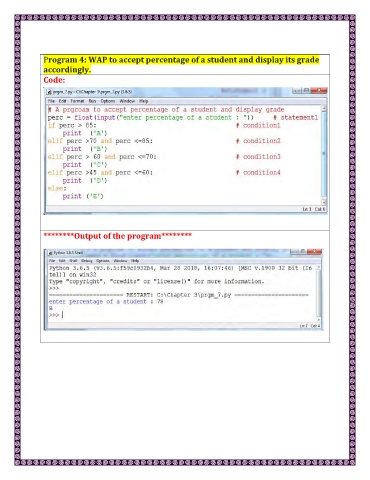 Program 4: WAP to accept percentage of a student and display its grade
accordingly.
Code:
prgm_7.py - C:\Chapter 3\prgm_7.py (3.6.5)
File Edit Format Run Options Window Help
# A prgroam to accept percentage of a student and display grade
perc = float(input("enter percentage of a student : ")) # statement1
if perc > 85: # condition1
print ('A')
elif perc >70 and perc <=85: # condition2
print ('B')
elif perc > 60 and perc <=70: # condition3
print ('C')
elif perc >45 and perc <=60: # condition4
print ('D')
else:
print ('E')
Ln: 1 Col: 0
********Output of the program********
Python 3.6.5 Shell
File Edit Shell Debug Options Window Help
Python 3.6.5 (v3.6.5:f59c0932b4, Mar 28 2018, 16:07:46) [MSC v.1900 32 bit (In
tel)] on win32
Type "copyright", "credits" or "license()" for more information.
>>>
====================== RESTART: C:\Chapter 3\prgm_7.py ======================
enter percentage of a student : 78
B
>>>
Ln: 1 Col: 4